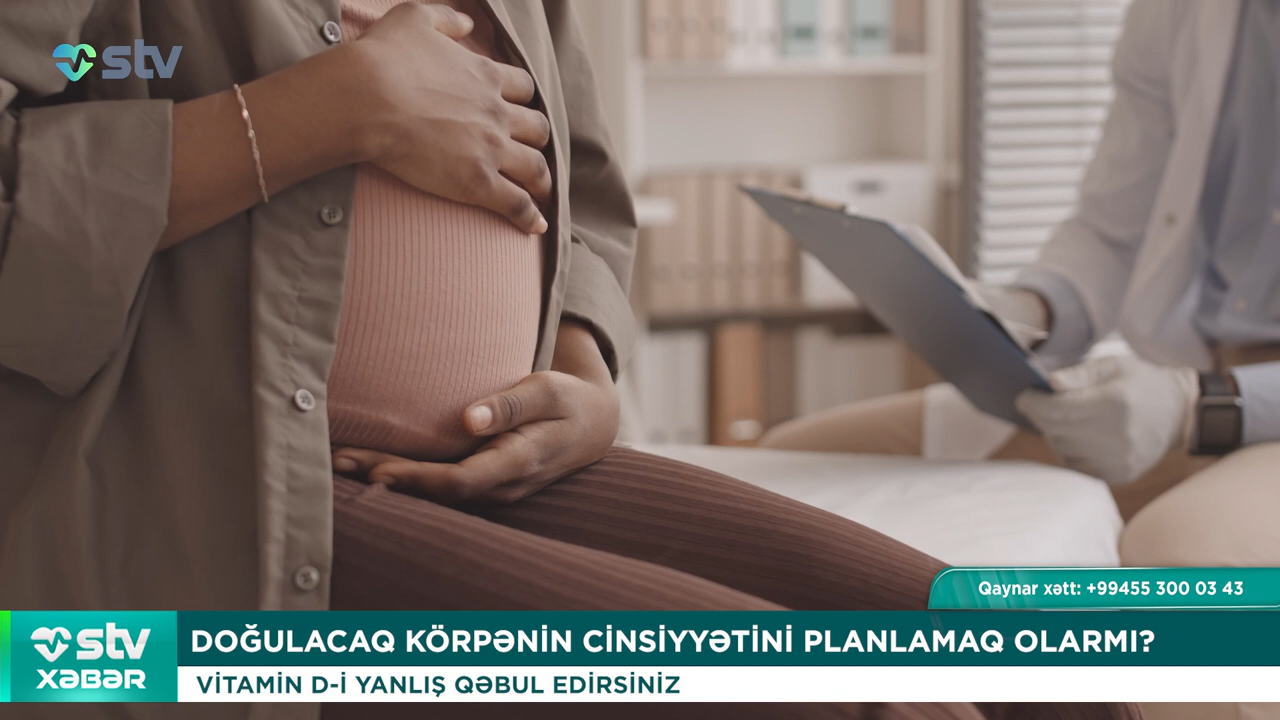 stv
Qaynar xətt: +99455 300 03 43
stv
XƏBƏR
DOĞULACAQ KÖRPƏNİN CİNSİYYƏTİNİ PLANLAMAQ OLARMI?
VİTAMİN D-İ YANLIŞ QƏBUL EDİRSİNİZ